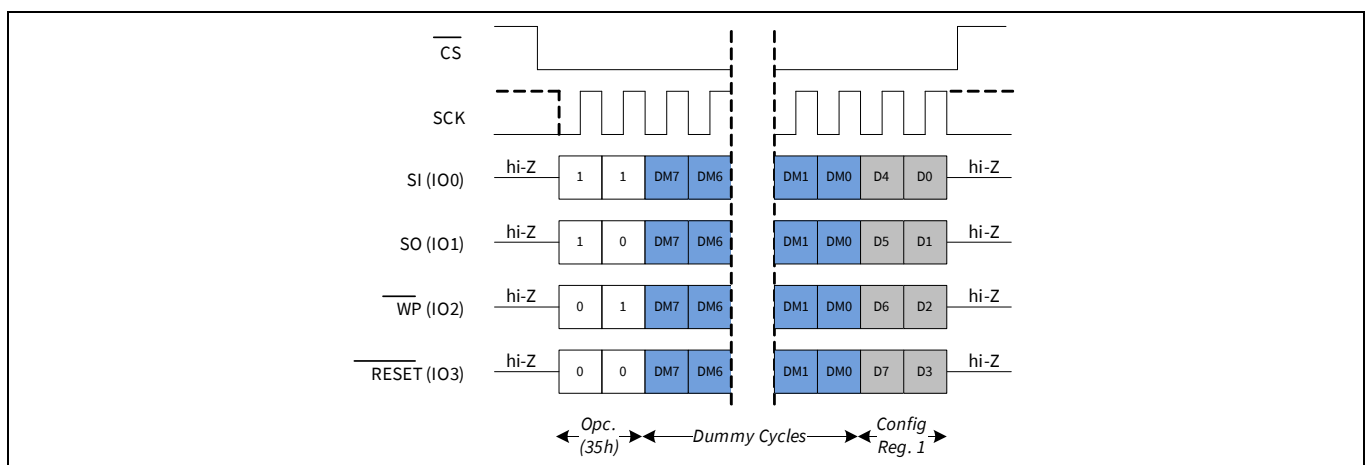 CS
SCK
SI (IO0) hi-Z 1 1 DM7 DM6 DM1 DM0 D4 D0 hi-Z
SO (IO1) hi-Z 1 0 DM7 DM6 DM1 DM0 D5 D1 hi-Z
WP (IO2) hi-Z 0 1 DM7 DM6 DM1 DM0 D6 D2 hi-Z
RESET (IO3) hi-Z 0 0 DM7 DM6 DM1 DM0 D7 D3 hi-Z
Opc. Config
(35h) Dummy Cycles Reg. 1